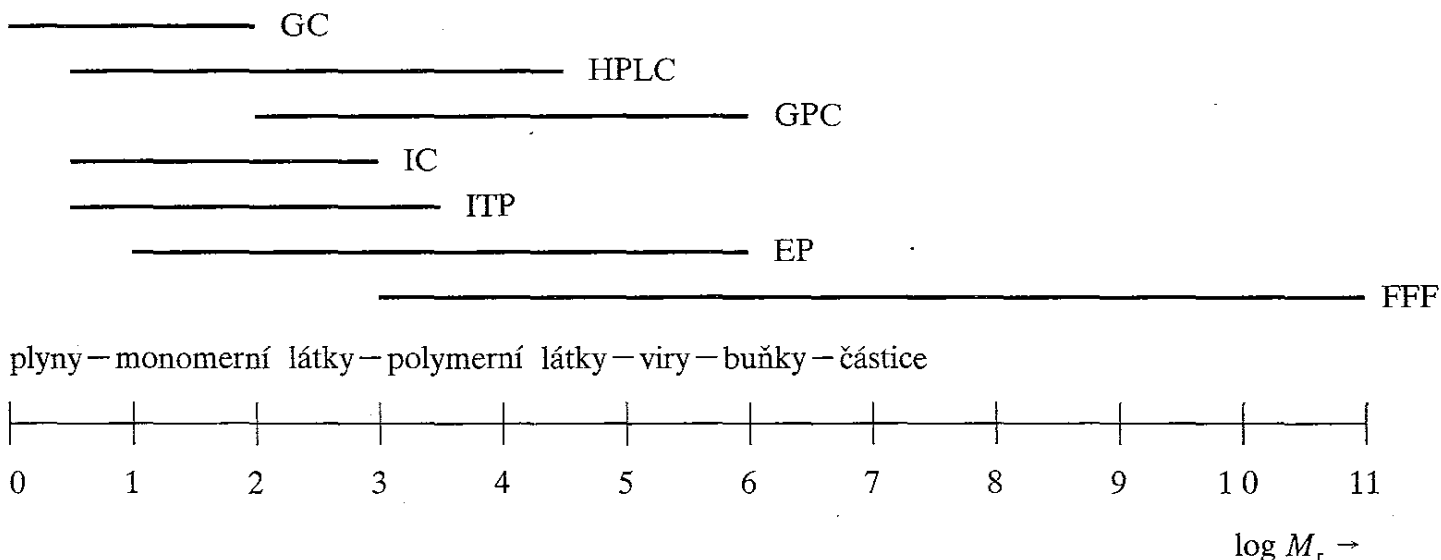 GC
HPLC
GPC
IC
ITP
EP
FFF
plyny—monomerní látky—polymerní látky—viry—buňky—částice
0 1 2 3 4 5 6 7 8 9 10 11
log Mr →